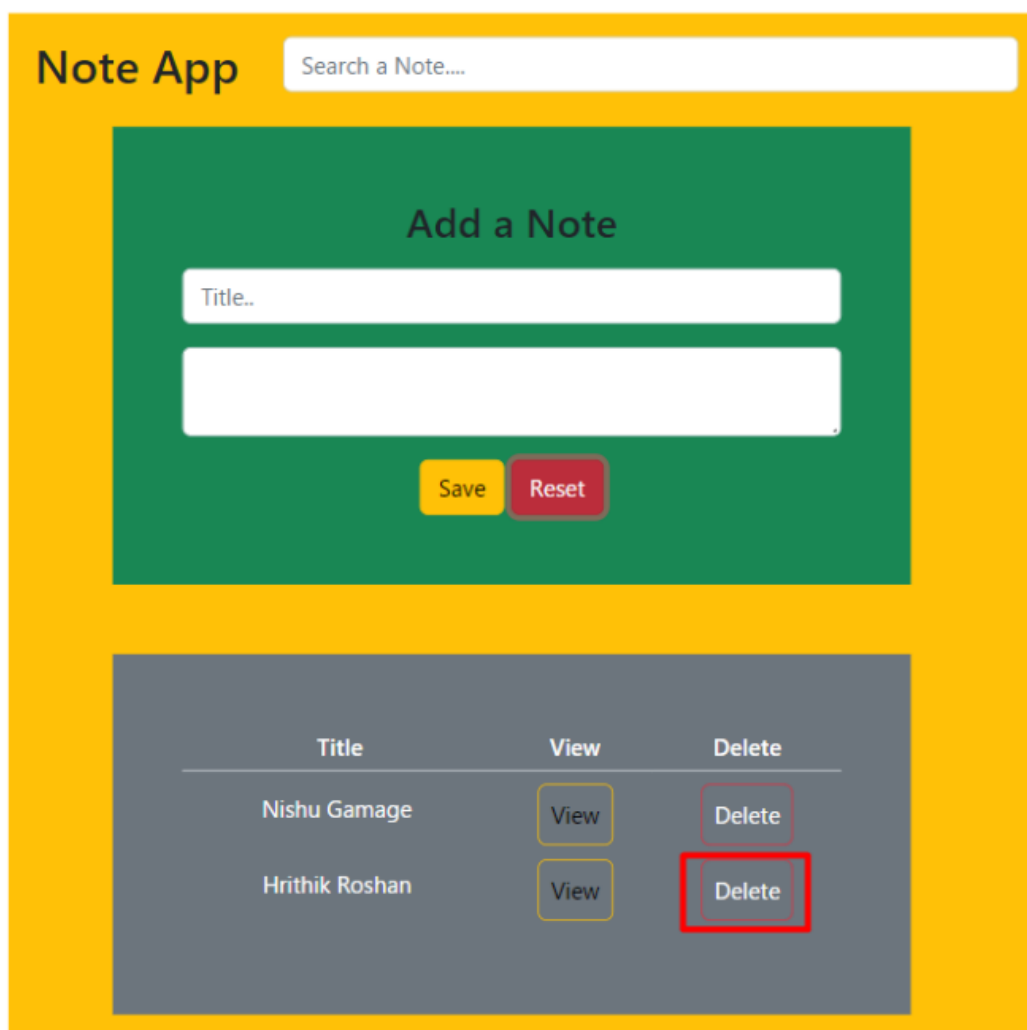 Note App Search a Note....
Add a Note
Title..
Save Reset
Title View Delete
Nishu Gamage View Delete
Hrithik Roshan View Delete